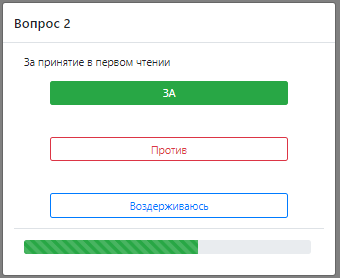 Вопрос 2
За принятие в первом чтении
ЗА
Против
Воздерживаюсь